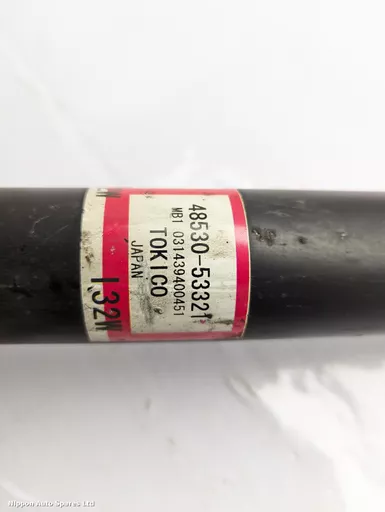 48530-53321
MB1 031439400451
TOKICO
JAPAN
1.32W
Nippon Auto Spares Ltd